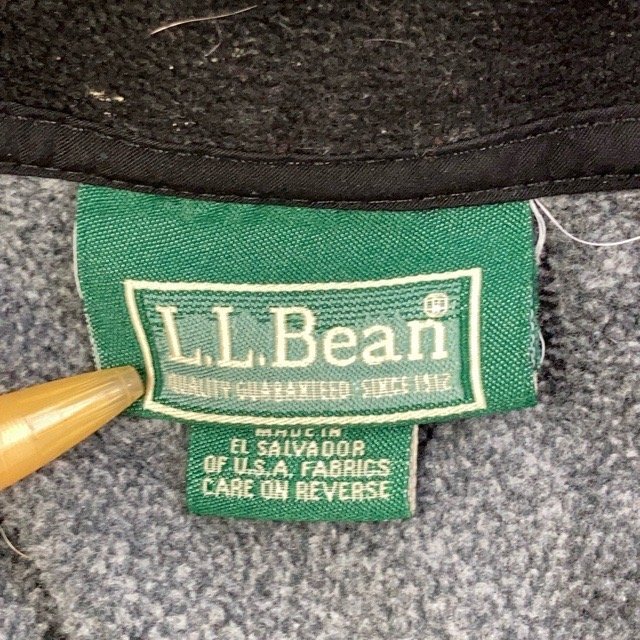 L.L.Bean®
QUALITY GUARANTEED · SINCE 1912
MADE IN
EL SALVADOR
OF U.S.A. FABRICS
CARE ON REVERSE